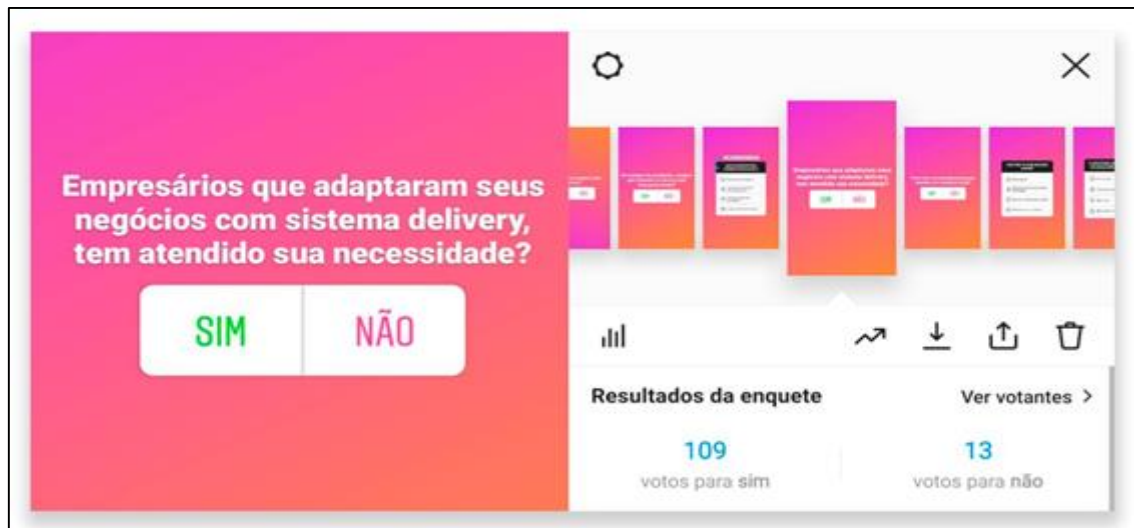 Empresários que adaptaram seus
negócios com sistema delivery,
tem atendido sua necessidade?
SIM
NÃO
Resultados da enquete
Ver votantes >
109
13
votos para sim
votos para não